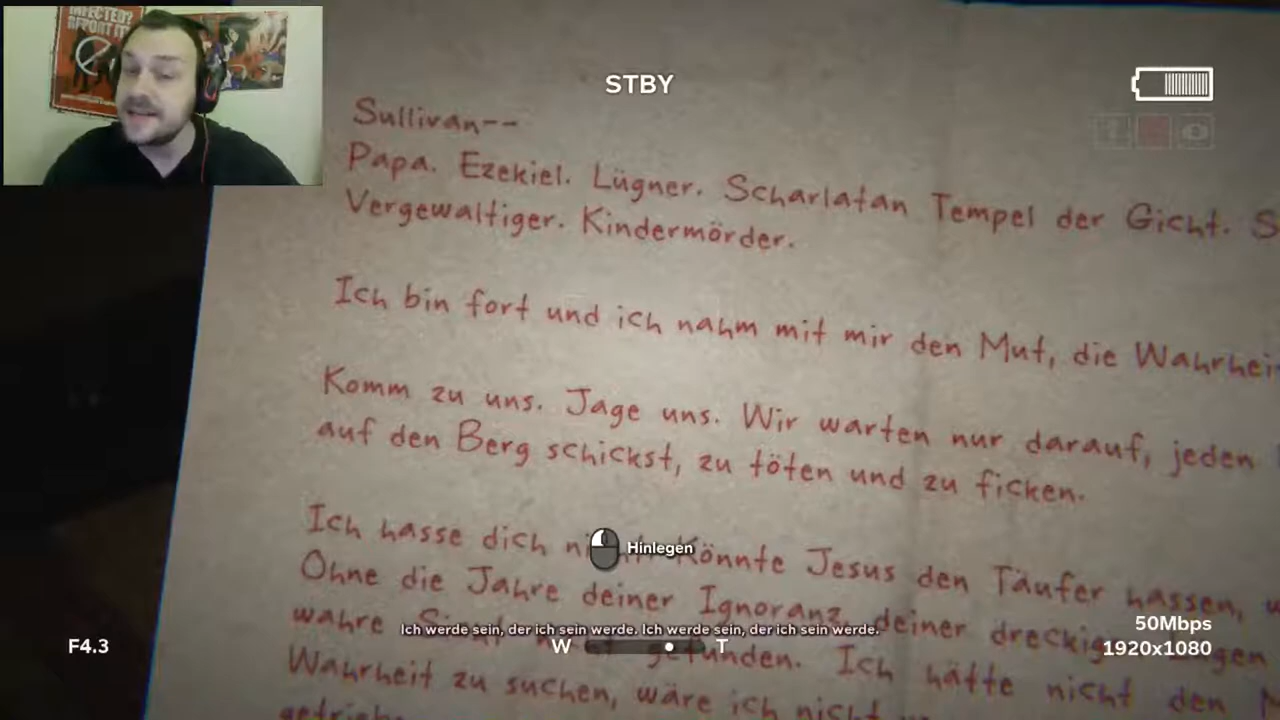 INFECTED?
REPORT IT!
STBY
Sullivan--
Papa. Ezekiel. Lügner. Scharlatan Tempel der Gicht.
Vergewaltiger. Kindermörder.
Ich bin fort und ich nahm mit mir den Mut, die
Komm zu uns. Jage uns. Wir warten nur darauf, jeden
auf den Berg schickst, zu töten und zu ficken.
Ich hasse dich Könnte Jesus den Täufer hassen,
Hinlegen
Ohne die Jahre deiner Ignoranz, deiner
Ich werde sein, der ich sein werde. Ich werde sein, der ich sein werde.
wahre gefunden. Ich hätte nicht den
Wahrheit zu suchen, wäre ich nicht
F4.3
W T
50Mbps
1920x1080